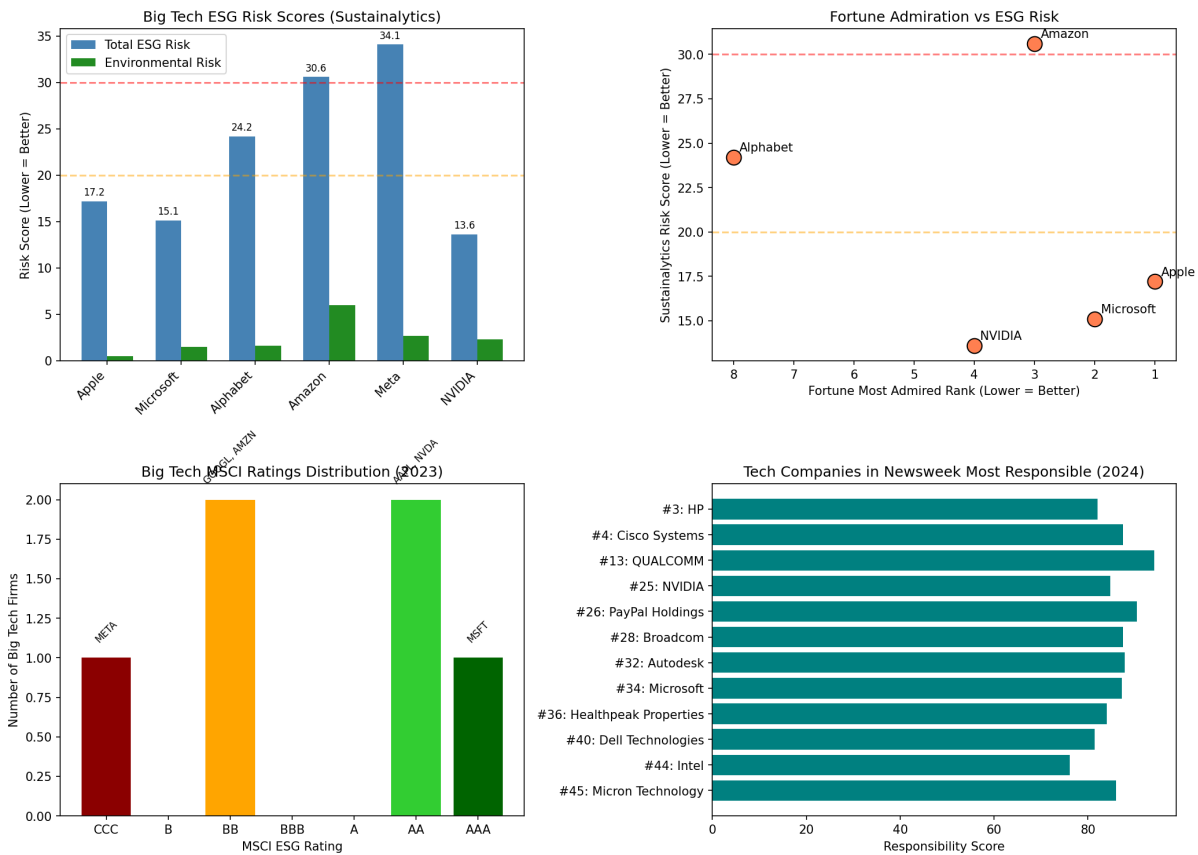 Big Tech ESG Risk Scores (Sustainalytics)
Total ESG Risk
Environmental Risk
Risk Score (Lower = Better)
35
30
25
20
15
10
5
0
17.2
15.1
24.2
30.6
34.1
13.6
Apple
Microsoft
Alphabet
Amazon
Meta
NVIDIA
Fortune Admiration vs ESG Risk
Sustainalytics Risk Score (Lower = Better)
30.0
27.5
25.0
22.5
20.0
17.5
15.0
Amazon
Alphabet
Apple
Microsoft
NVIDIA
8
7
6
5
4
3
2
1
Fortune Most Admired Rank (Lower = Better)
Big Tech MSCI Ratings Distribution (2023)
Number of Big Tech Firms
2.00
1.75
1.50
1.25
1.00
0.75
0.50
0.25
0.00
META
GOOGL, AMZN
AAPL, NVDA
MSFT
CCC
B
BB
BBB
A
AA
AAA
MSCI ESG Rating
Tech Companies in Newsweek Most Responsible (2024)
#3: HP
#4: Cisco Systems
#13: QUALCOMM
#25: NVIDIA
#26: PayPal Holdings
#28: Broadcom
#32: Autodesk
#34: Microsoft
#36: Healthpeak Properties
#40: Dell Technologies
#44: Intel
#45: Micron Technology
0
20
40
60
80
Responsibility Score